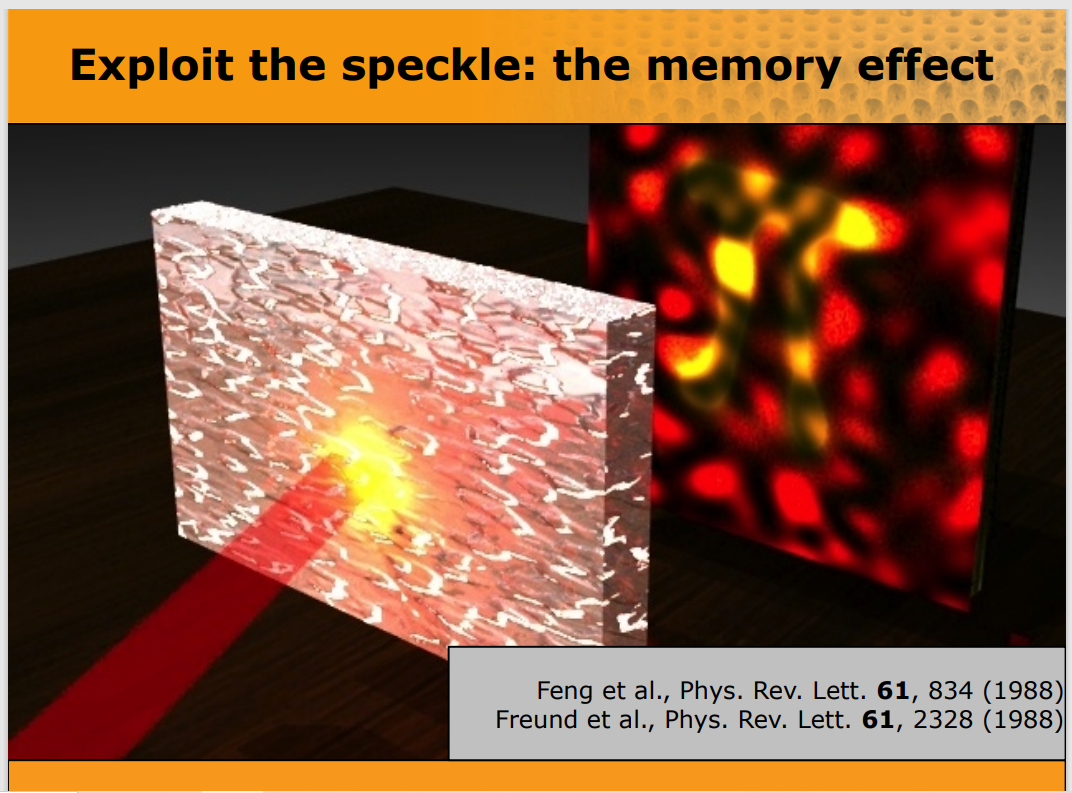 Exploit the speckle: the memory effect
Feng et al., Phys. Rev. Lett. 61, 834 (1988)
Freund et al., Phys. Rev. Lett. 61, 2328 (1988)